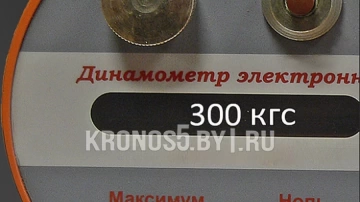 Динамометр электронн
300 кгс
KRONOS5.BY|.RU
Максимум
Ноль